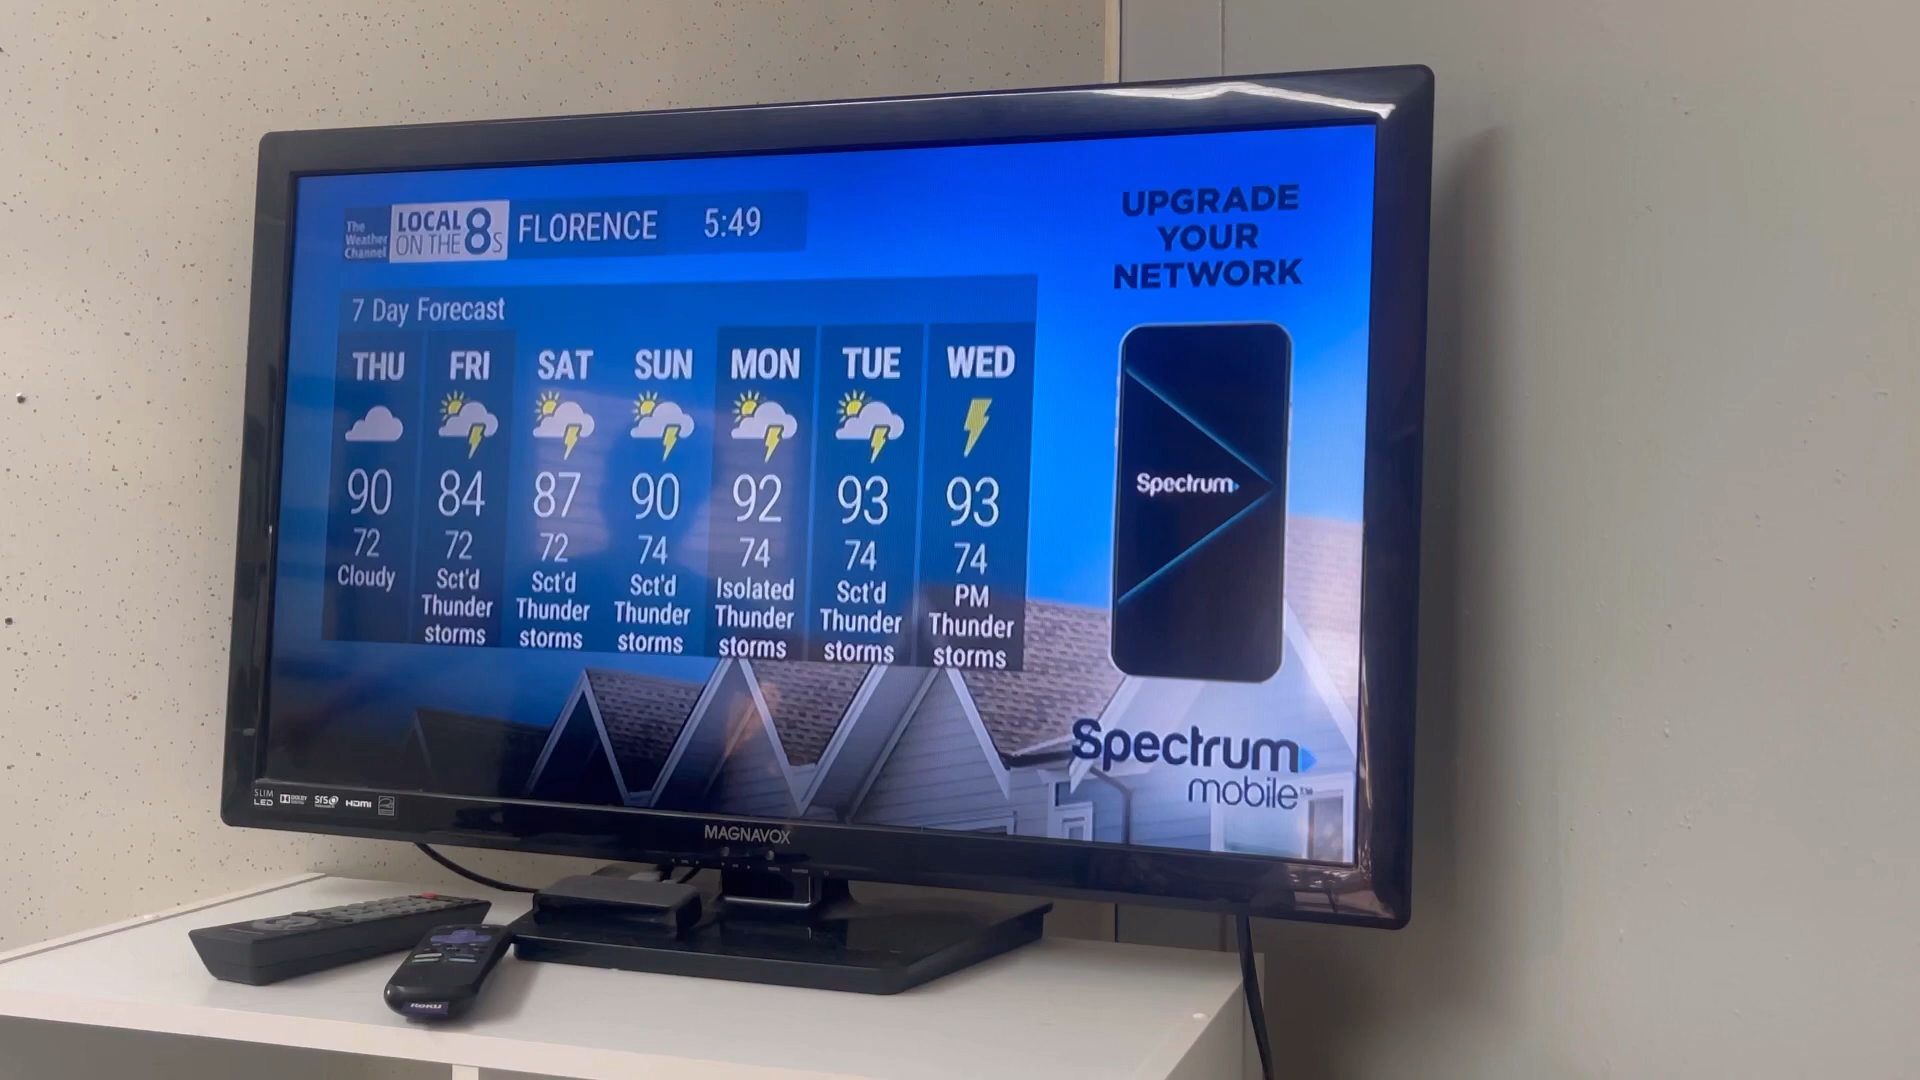 The
Weather
Channel
LOCAL
ON THE 8s
FLORENCE 5:49
7 Day Forecast
THU FRI SAT SUN MON TUE WED
90 84 87 90 92 93 93
72 72 72 74 74 74 74
Cloudy
Sct'd
Thunder
storms
Sct'd
Thunder
storms
Sct'd
Thunder
storms
Isolated
Thunder
storms
Sct'd
Thunder
storms
PM
Thunder
storms
UPGRADE
YOUR
NETWORK
Spectrum
Spectrum
mobile™
SLIM
LED
DOLBY
SRS
HDMI
MAGNAVOX
ROKU